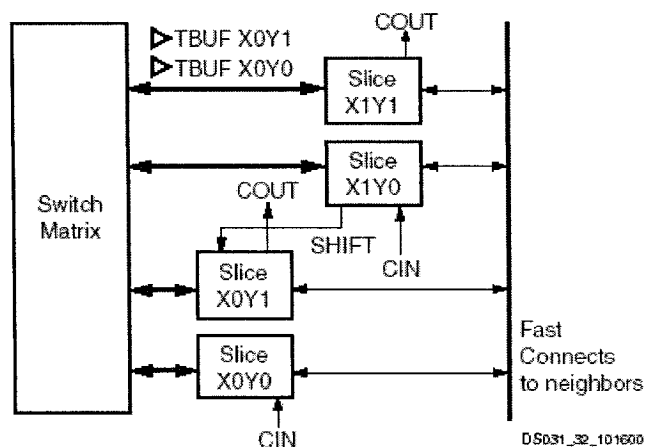 COUT
TBUF X0Y1
TBUF X0Y0
Slice
X1Y1
Slice
X1Y0
Switch
Matrix
COUT
SHIFT
CIN
Slice
X0Y1
Slice
X0Y0
Fast
Connects
to neighbors
CIN
DS031_32_101600